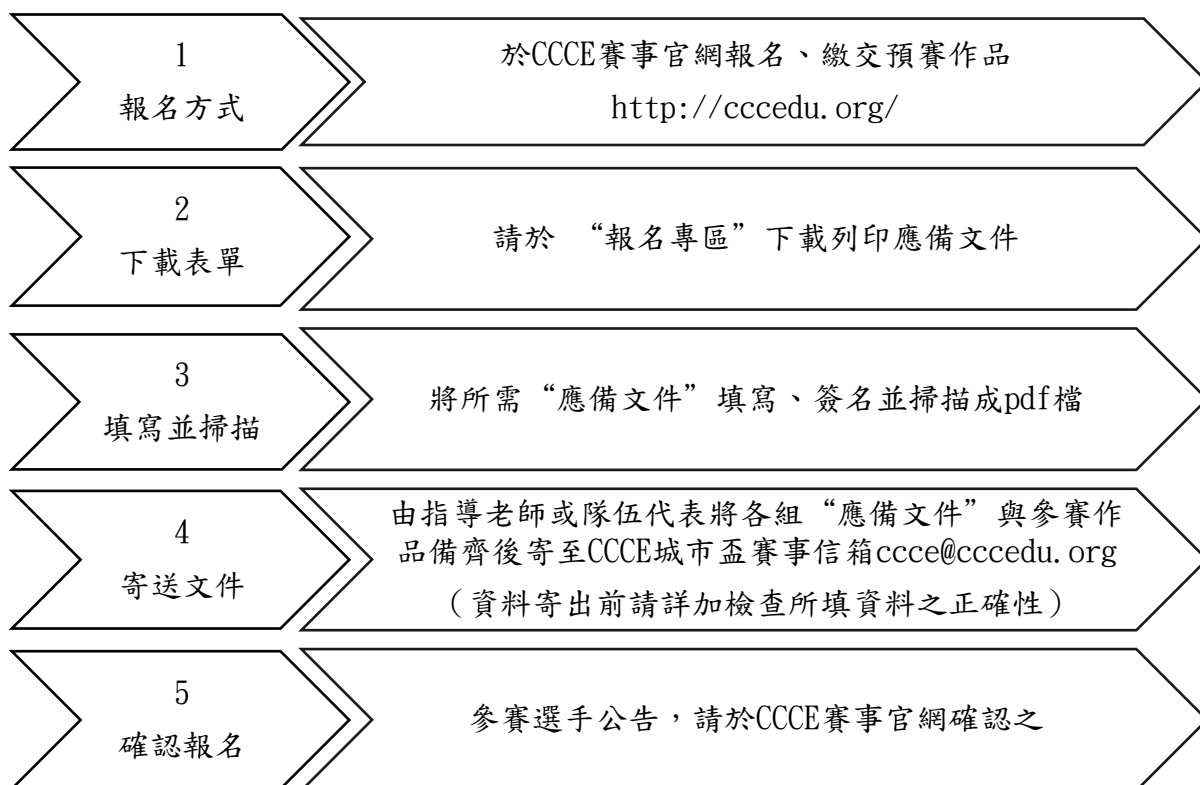 1
報名方式
於CCCE賽事官網報名、繳交預賽作品
http://cccedu.org/
2
下載表單
請於 “報名專區”下載列印應備文件
3
填寫並掃描
將所需“應備文件”填寫、簽名並掃描成pdf檔
4
寄送文件
由指導老師或隊伍代表將各組“應備文件”與參賽作
品備齊後寄至CCCE城市盃賽事信箱ccce@cccedu.org
（資料寄出前請詳加檢查所填資料之正確性）
5
確認報名
參賽選手公告，請於CCCE賽事官網確認之